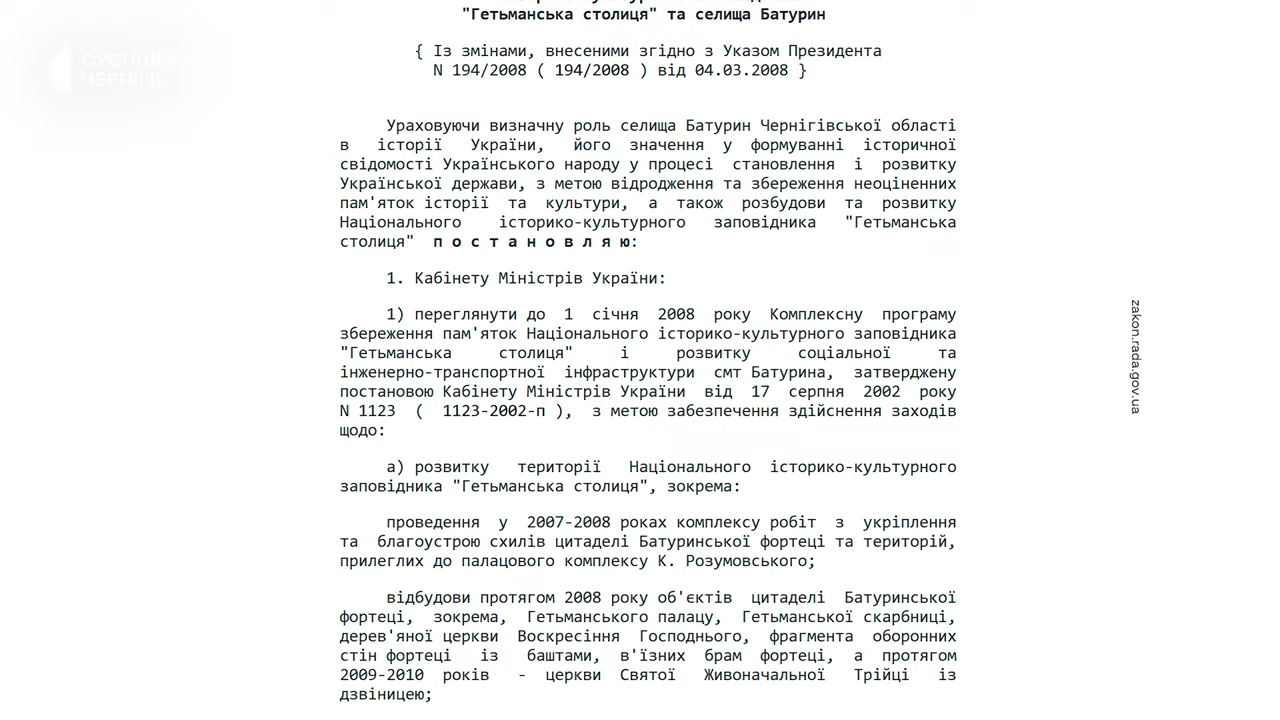 "Гетьманська столиця" та селища Батурин
{ Із змінами, внесеними згідно з Указом Президента
N 194/2008 ( 194/2008 ) від 04.03.2008 }
Ураховуючи визначну роль селища Батурин Чернігівської області
в історії України, його значення у формуванні історичної
свідомості Українського народу у процесі становлення і розвитку
Української держави, з метою відродження та збереження неоціненних
пам'яток історії та культури, а також розбудови та розвитку
Національного історико-культурного заповідника "Гетьманська
столиця" п о с т а н о в л я ю:
1. Кабінету Міністрів України:
1) переглянути до 1 січня 2008 року Комплексну програму
збереження пам'яток Національного історико-культурного заповідника
"Гетьманська столиця" і розвитку соціальної та
інженерно-транспортної інфраструктури смт Батурина, затверджену
постановою Кабінету Міністрів України від 17 серпня 2002 року
N 1123 ( 1123-2002-п ), з метою забезпечення здійснення заходів
щодо:
а) розвитку території Національного історико-культурного
заповідника "Гетьманська столиця", зокрема:
проведення у 2007-2008 роках комплексу робіт з укріплення
та благоустрою схилів цитаделі Батуринської фортеці та територій,
прилеглих до палацового комплексу К. Розумовського;
відбудови протягом 2008 року об'єктів цитаделі Батуринської
фортеці, зокрема, Гетьманського палацу, Гетьманської скарбниці,
дерев'яної церкви Воскресіння Господнього, фрагмента оборонних
стін фортеці із баштами, в'їзних брам фортеці, а протягом
2009-2010 років - церкви Святої Живоначальної Трійці із
дзвіницею;
zakon.rada.gov.ua